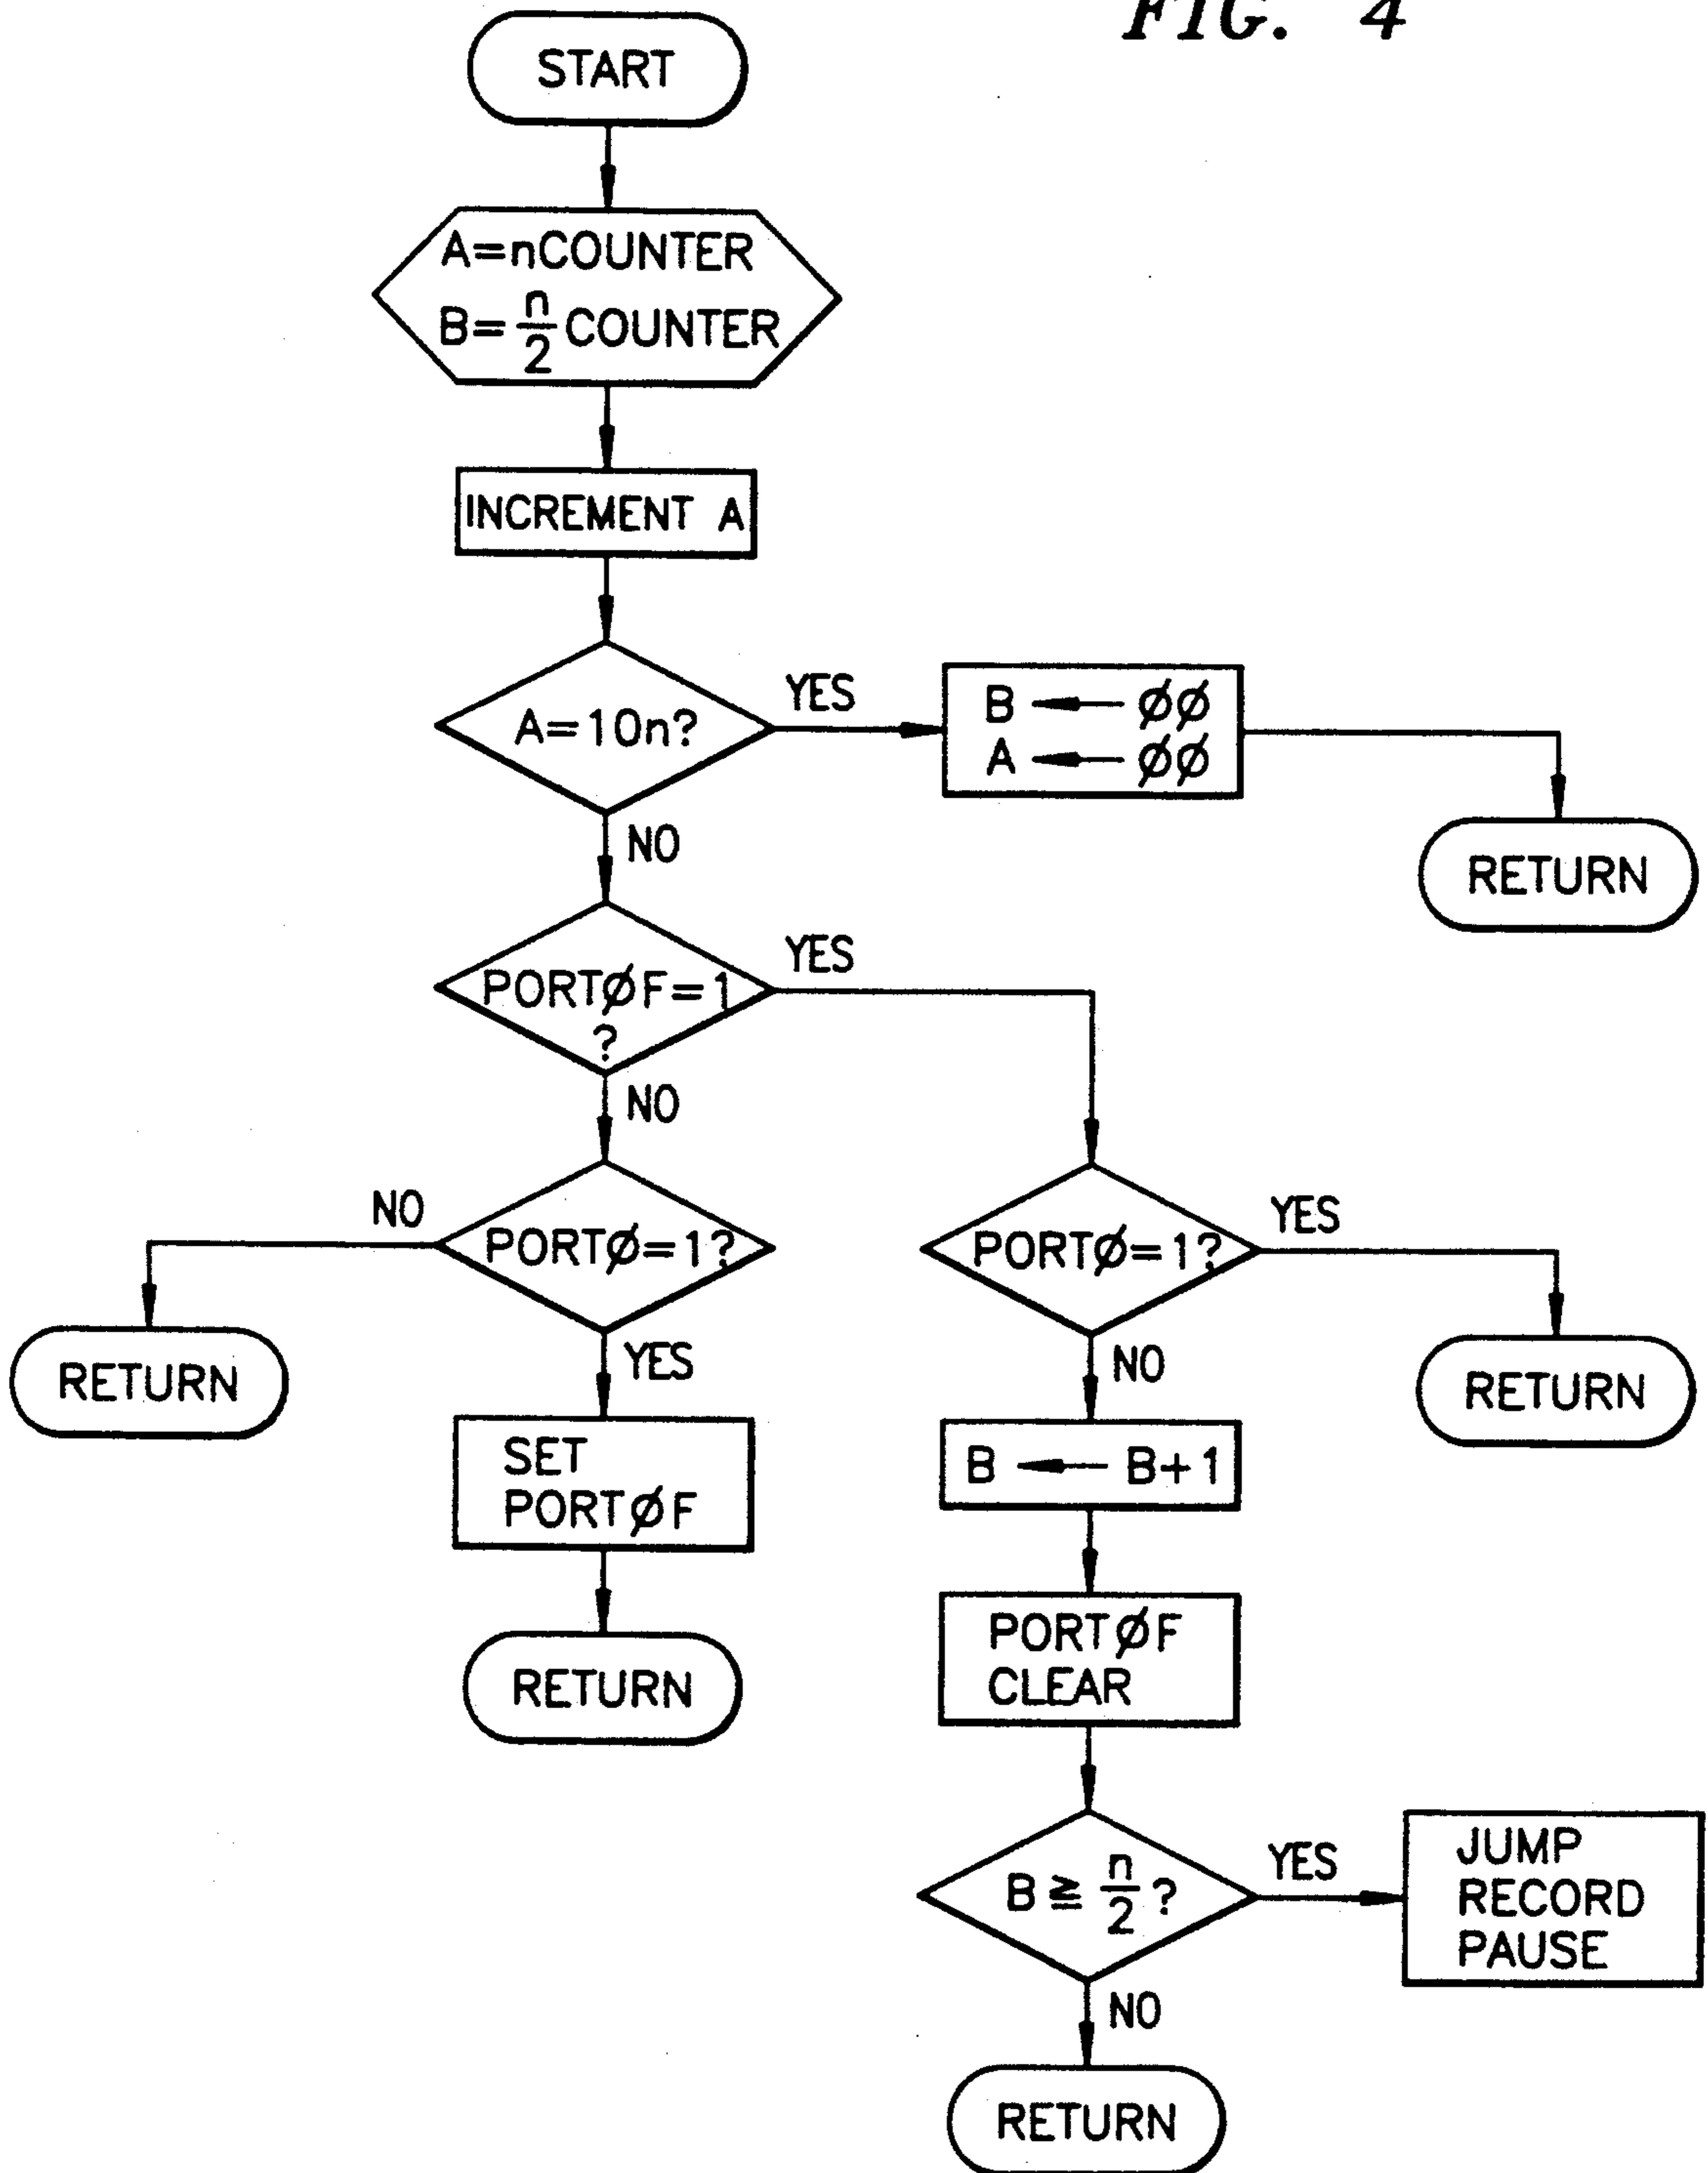 FIG. 4
START
A=nCOUNTER
B=n/2 COUNTER
INCREMENT A
A=10n?
YES
B ← ØØ
A ← ØØ
RETURN
NO
PORTØF=1
?
YES
NO
PORTØ=1?
NO
RETURN
YES
SET
PORTØF
RETURN
PORTØ=1?
YES
RETURN
NO
B ← B+1
PORTØF
CLEAR
B ≧ n/2 ?
YES
JUMP
RECORD
PAUSE
NO
RETURN